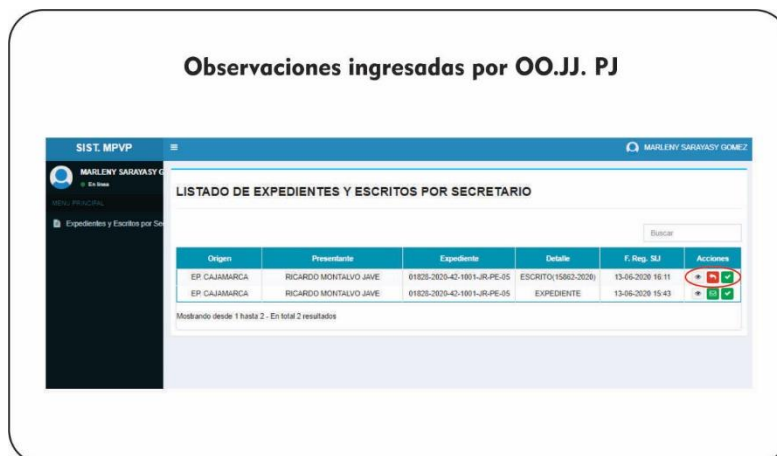 Observaciones ingresadas por OO.JJ. PJ
SIST. MPVP
MARLENY SARAYASY GOMEZ
MARLENY SARAYASY G
En línea
MENU PRINCIPAL
Expedientes y Escritos por Se
LISTADO DE EXPEDIENTES Y ESCRITOS POR SECRETARIO
Buscar
Origen Presentante Expediente Detalle F. Reg. SIJ Acciones
EP. CAJAMARCA RICARDO MONTALVO JAVE 01828-2020-42-1001-JR-PE-05 ESCRITO(15862-2020) 13-06-2020 16:11
EP. CAJAMARCA RICARDO MONTALVO JAVE 01828-2020-42-1001-JR-PE-05 EXPEDIENTE 13-06-2020 15:43
Mostrando desde 1 hasta 2 - En total 2 resultados